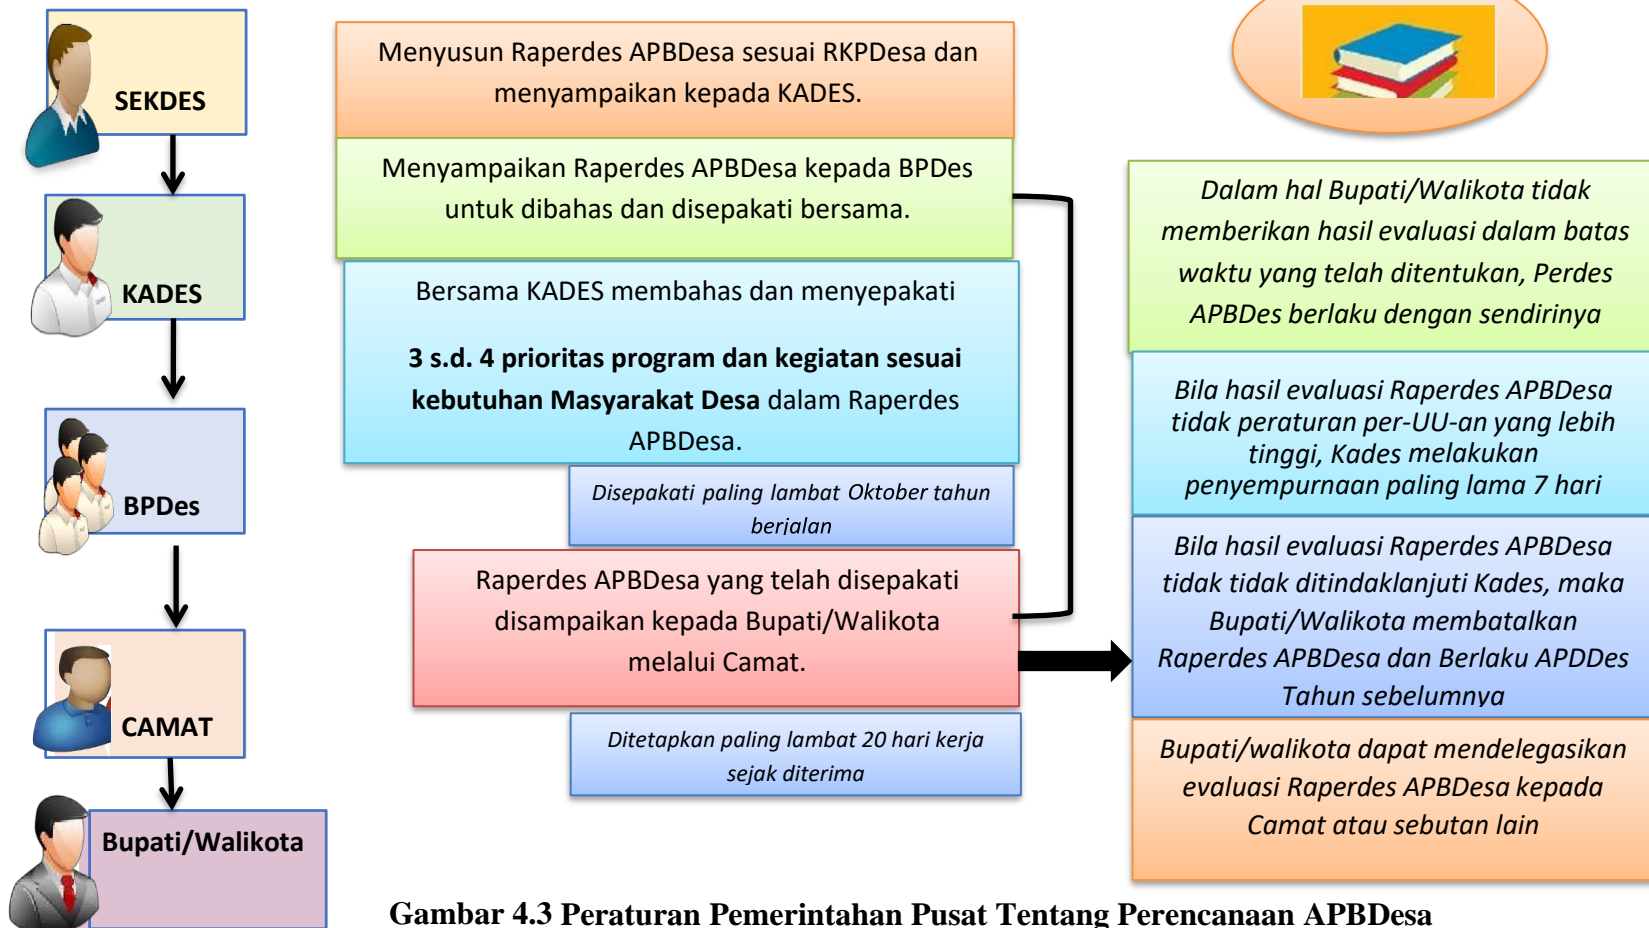 SEKDES
KADES
BPDes
CAMAT
Bupati/Walikota
Menyusun Raperdes APBDesa sesuai RKPDesa dan
menyampaikan kepada KADES.
Menyampaikan Raperdes APBDesa kepada BPDes
untuk dibahas dan disepakati bersama.
Bersama KADES membahas dan menyepakati
3 s.d. 4 prioritas program dan kegiatan sesuai
kebutuhan Masyarakat Desa dalam Raperdes
APBDesa.
Disepakati paling lambat Oktober tahun
berjalan
Raperdes APBDesa yang telah disepakati
disampaikan kepada Bupati/Walikota
melalui Camat.
Ditetapkan paling lambat 20 hari kerja
sejak diterima
Dalam hal Bupati/Walikota tidak
memberikan hasil evaluasi dalam batas
waktu yang telah ditentukan, Perdes
APBDes berlaku dengan sendirinya
Bila hasil evaluasi Raperdes APBDesa
tidak peraturan per-UU-an yang lebih
tinggi, Kades melakukan
penyempurnaan paling lama 7 hari
Bila hasil evaluasi Raperdes APBDesa
tidak tidak ditindaklanjuti Kades, maka
Bupati/Walikota membatalkan
Raperdes APBDesa dan Berlaku APDDes
Tahun sebelumnya
Bupati/walikota dapat mendelegasikan
evaluasi Raperdes APBDesa kepada
Camat atau sebutan lain
Gambar 4.3 Peraturan Pemerintahan Pusat Tentang Perencanaan APBDesa